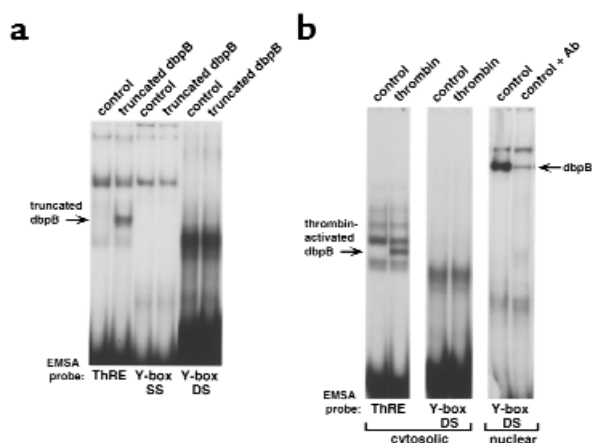 a
control
truncated dbpB
control
truncated dbpB
control
truncated dbpB
truncated
dbpB
EMSA
probe:
ThRE
Y-box
SS
Y-box
DS
b
control
thrombin
control
thrombin
control
control + Ab
dbpB
thrombin-
activated
dbpB
EMSA
probe:
ThRE
Y-box
DS
Y-box
DS
cytosolic
nuclear